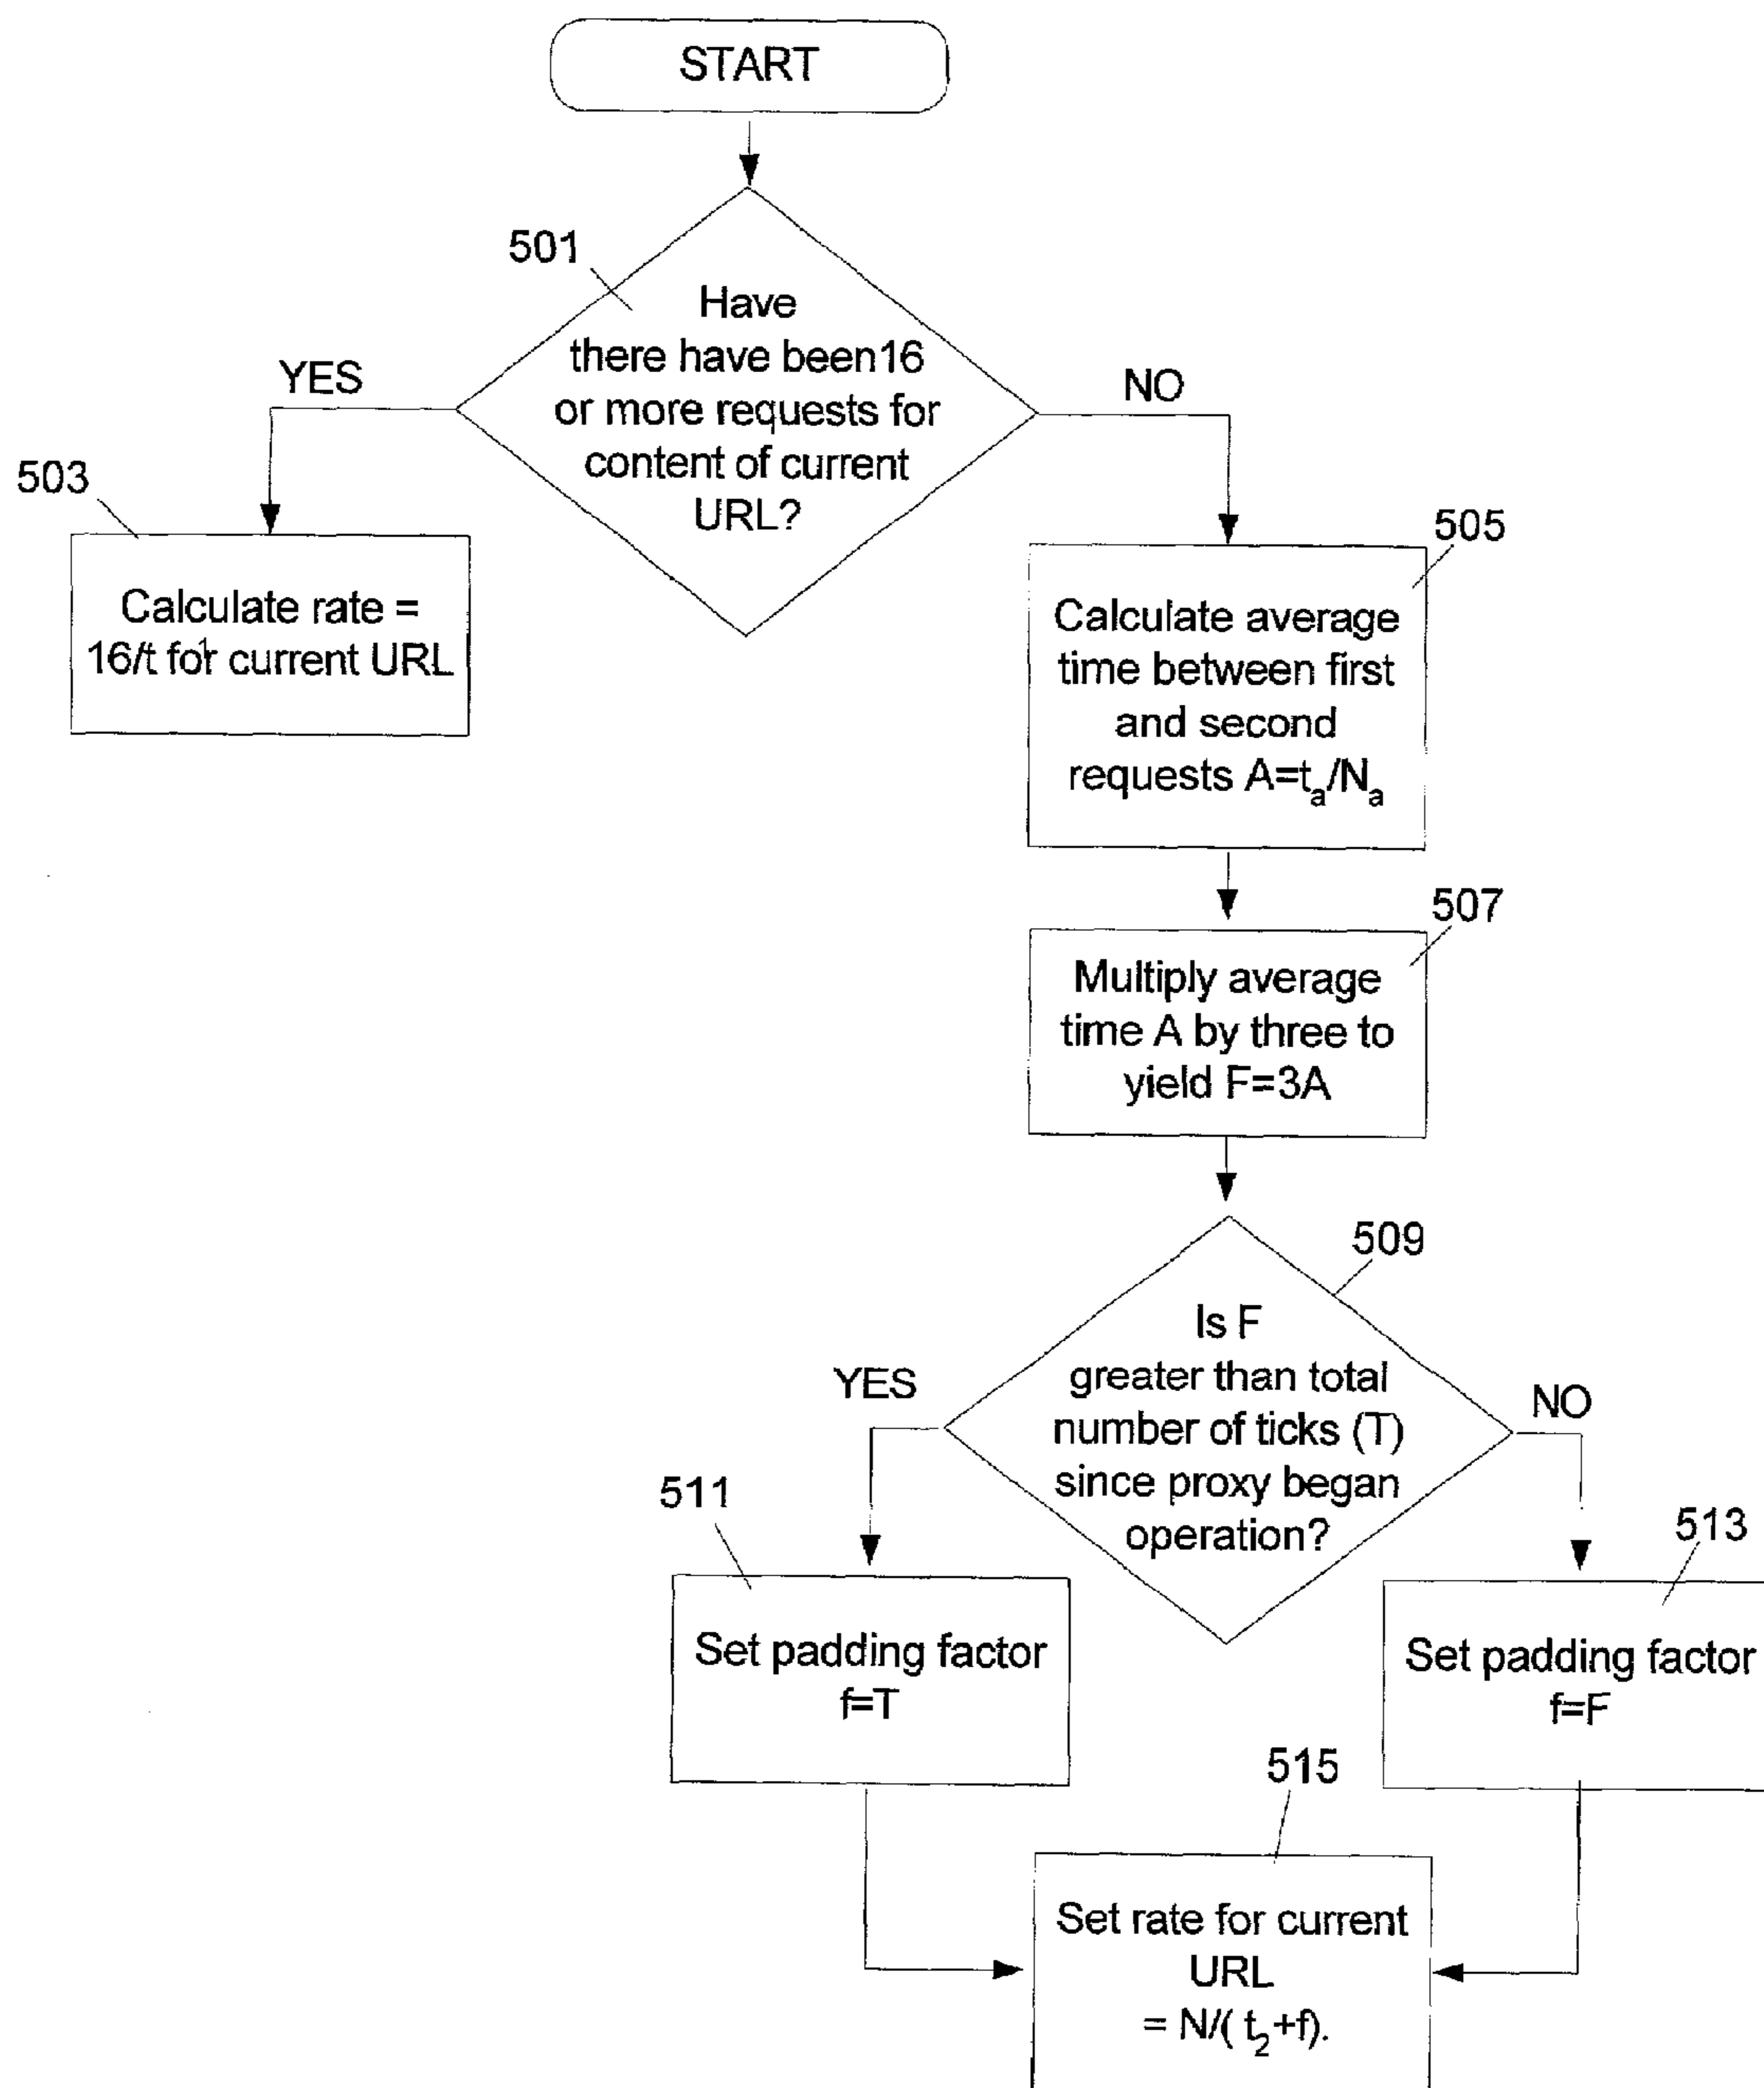 START
501
Have
there have been16
or more requests for
content of current
URL?
YES
NO
503
Calculate rate =
16/t₁ for current URL
505
Calculate average
time between first
and second
requests A=tₐ/Nₐ
507
Multiply average
time A by three to
yield F=3A
509
Is F
greater than total
number of ticks (T)
since proxy began
operation?
YES
NO
511
Set padding factor
f=T
513
Set padding factor
f=F
515
Set rate for current
URL
= N/( t₂+f).